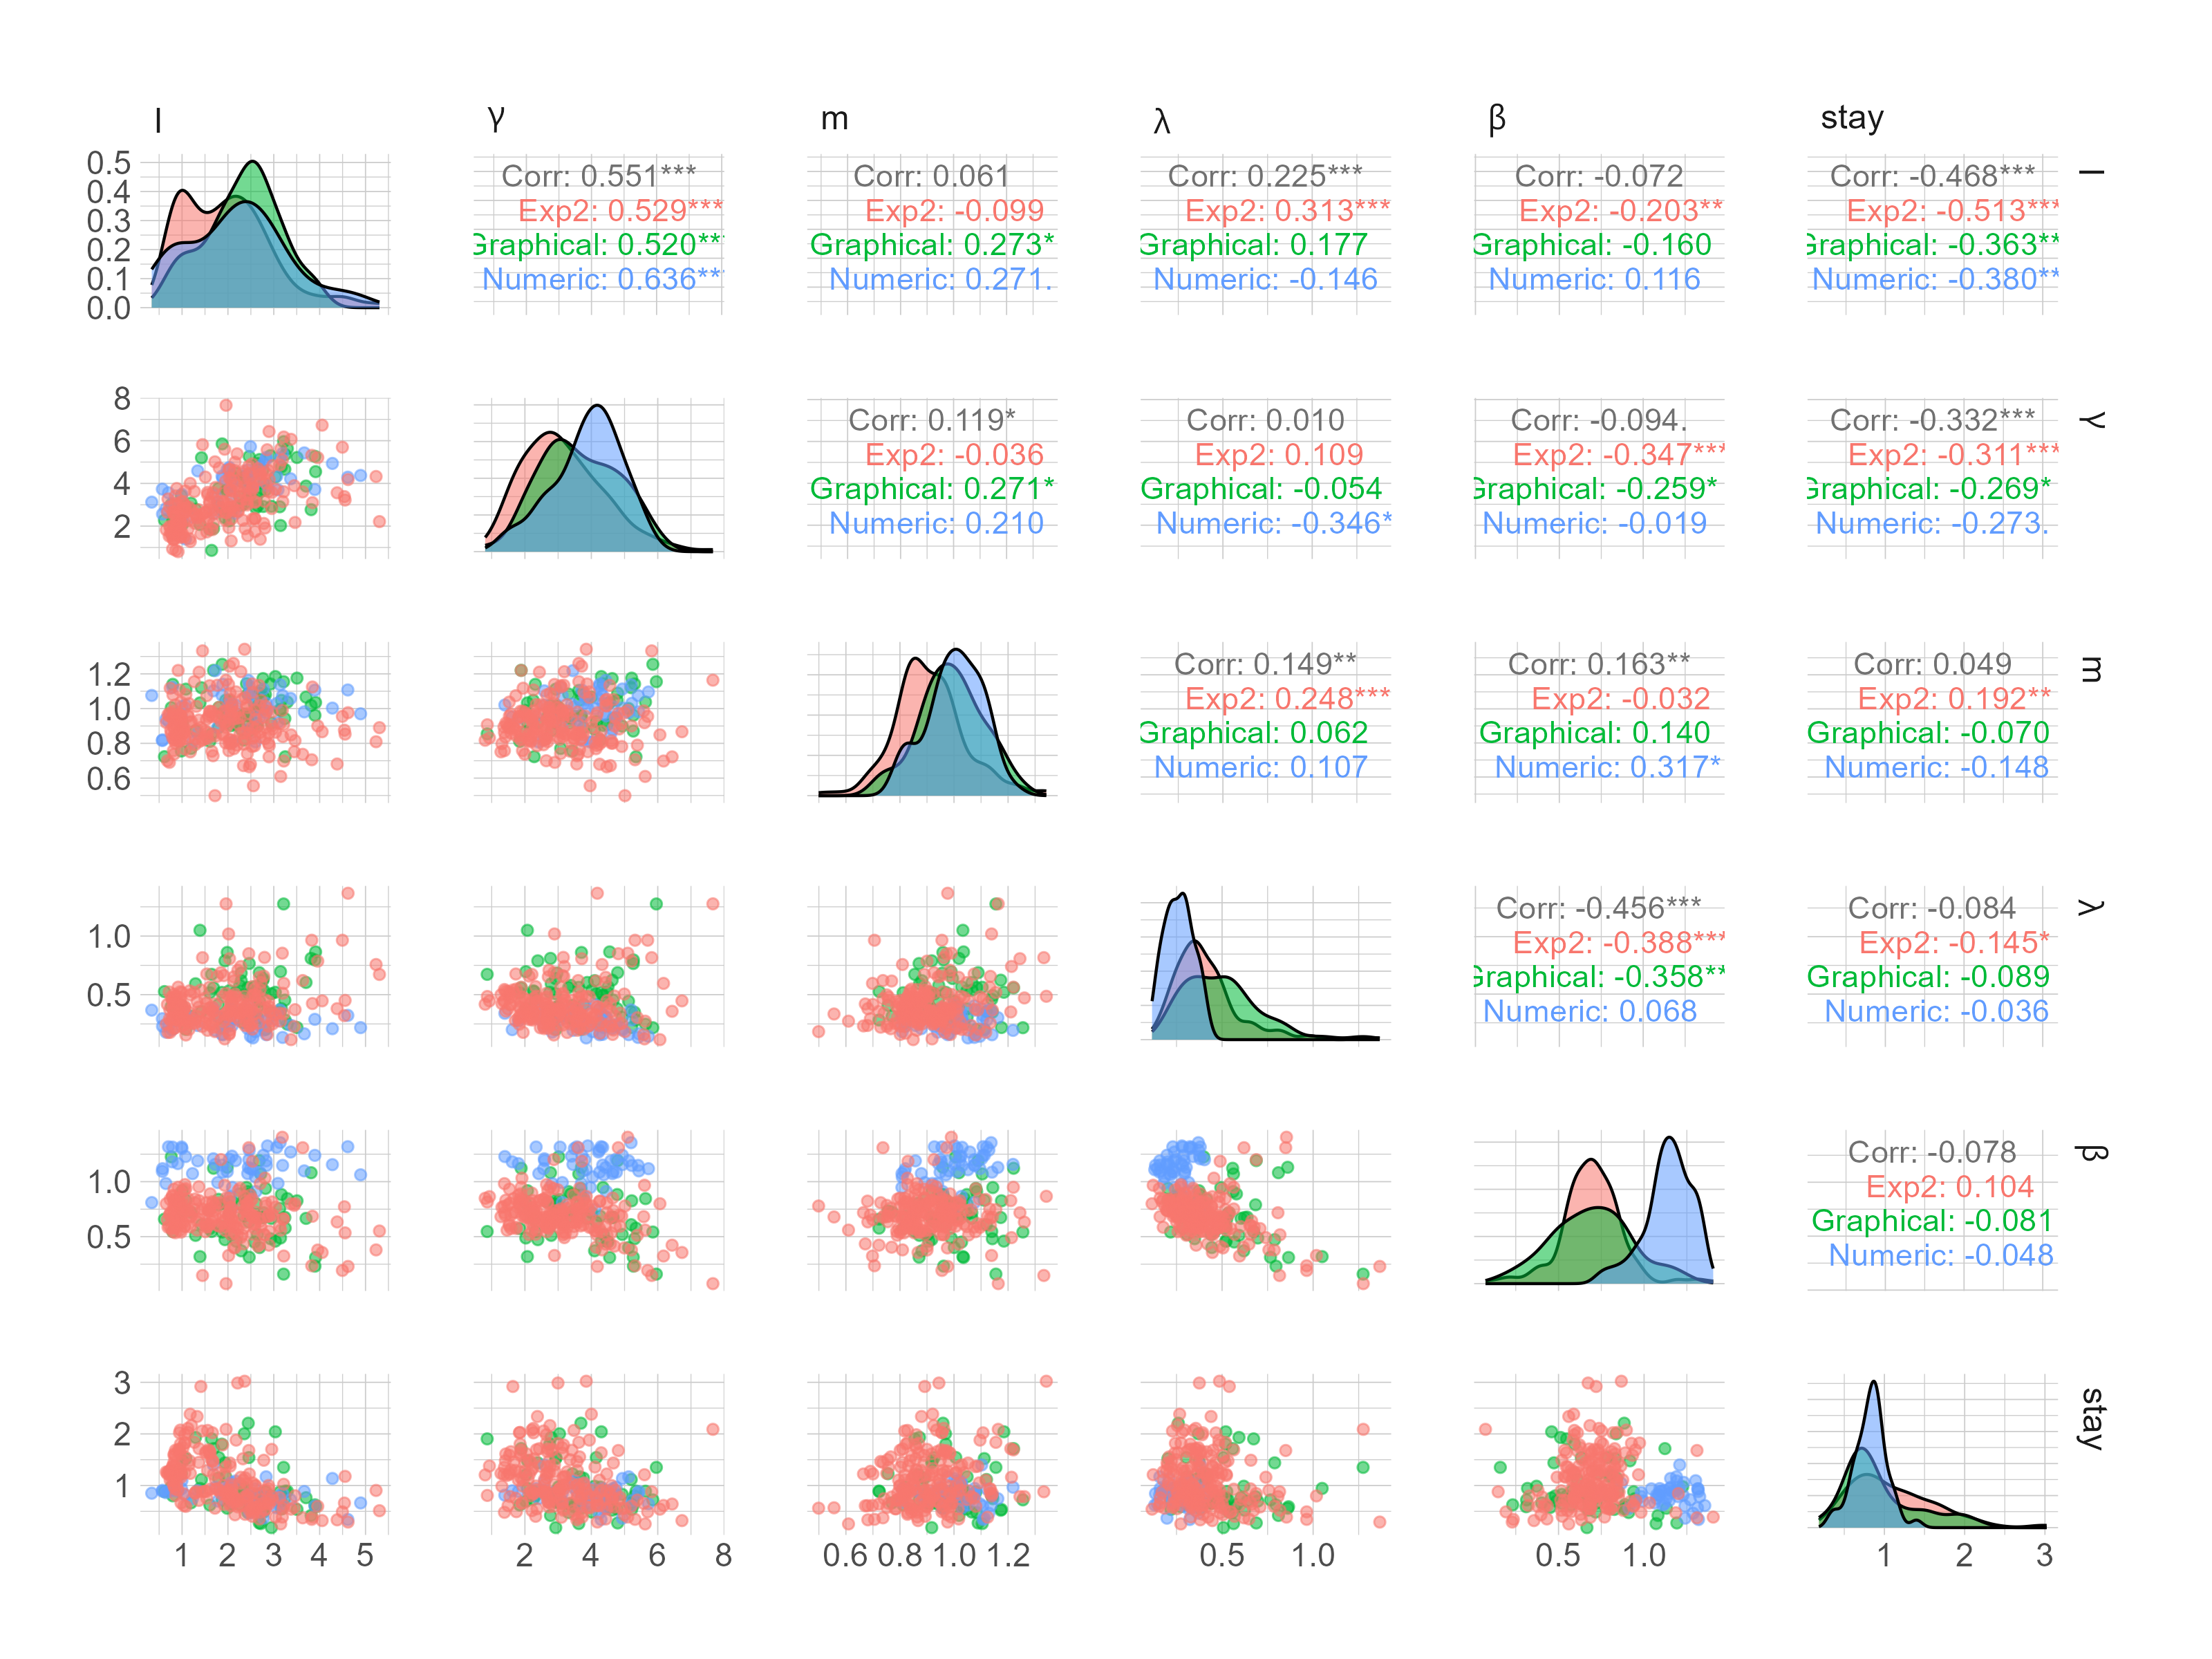 l γ m λ β stay
0.5
0.4
0.3
0.2
0.1
0.0
Corr: 0.551***
Exp2: 0.529***
Graphical: 0.520***
Numeric: 0.636***
Corr: 0.061
Exp2: -0.099
Graphical: 0.273*
Numeric: 0.271.
Corr: 0.225***
Exp2: 0.313***
Graphical: 0.177
Numeric: -0.146
Corr: -0.072
Exp2: -0.203**
Graphical: -0.160
Numeric: 0.116
Corr: -0.468***
Exp2: -0.513***
Graphical: -0.363**
Numeric: -0.380**
l
8
6
4
2
Corr: 0.119*
Exp2: -0.036
Graphical: 0.271*
Numeric: 0.210
Corr: 0.010
Exp2: 0.109
Graphical: -0.054
Numeric: -0.346*
Corr: -0.094.
Exp2: -0.347***
Graphical: -0.259*
Numeric: -0.019
Corr: -0.332***
Exp2: -0.311***
Graphical: -0.269*
Numeric: -0.273.
γ
1.2
1.0
0.8
0.6
Corr: 0.149**
Exp2: 0.248***
Graphical: 0.062
Numeric: 0.107
Corr: 0.163**
Exp2: -0.032
Graphical: 0.140
Numeric: 0.317*
Corr: 0.049
Exp2: 0.192**
Graphical: -0.070
Numeric: -0.148
m
1.0
0.5
Corr: -0.456***
Exp2: -0.388***
Graphical: -0.358**
Numeric: 0.068
Corr: -0.084
Exp2: -0.145*
Graphical: -0.089
Numeric: -0.036
λ
1.0
0.5
Corr: -0.078
Exp2: 0.104
Graphical: -0.081
Numeric: -0.048
β
3
2
1
stay
1 2 3 4 5 2 4 6 8 0.6 0.8 1.0 1.2 0.5 1.0 0.5 1.0 1 2 3